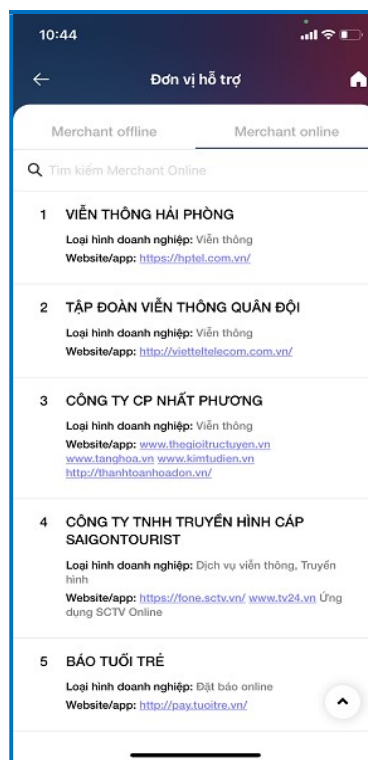 10:44
Đơn vị hỗ trợ
Merchant offline
Merchant online
Tìm kiếm Merchant Online
1 VIỄN THÔNG HẢI PHÒNG
Loại hình doanh nghiệp: Viễn thông
Website/app: https://hptel.com.vn/
2 TẬP ĐOÀN VIỄN THÔNG QUÂN ĐỘI
Loại hình doanh nghiệp: Viễn thông
Website/app: http://vietteltelecom.com.vn/
3 CÔNG TY CP NHẤT PHƯƠNG
Loại hình doanh nghiệp: Viễn thông
Website/app: www.thegioitructuyen.vn
www.tanghoa.vn www.kimtudien.vn
http://thanhtoanhoadon.vn/
4 CÔNG TY TNHH TRUYỀN HÌNH CÁP
SAIGONTOURIST
Loại hình doanh nghiệp: Dịch vụ viễn thông, Truyền
hình
Website/app: https://fone.sctv.vn/ www.tv24.vn Ứng
dụng SCTV Online
5 BÁO TUỔI TRẺ
Loại hình doanh nghiệp: Đặt báo online
Website/app: http://pay.tuoitre.vn/